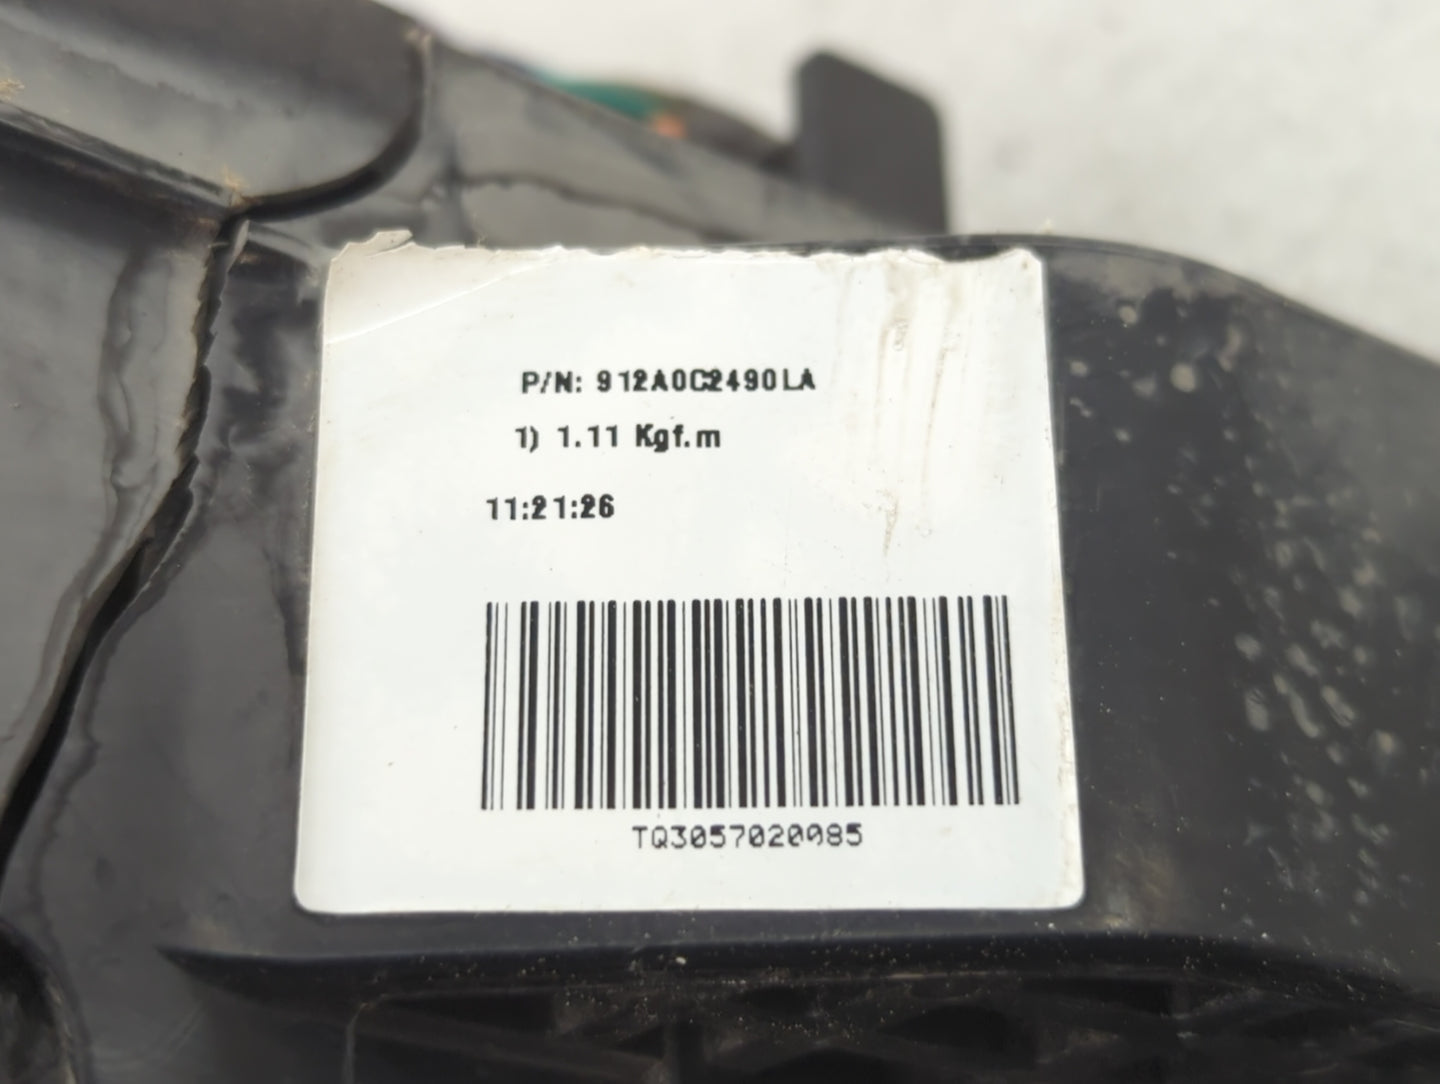 P/N: 912A0C2490LA
1) 1.11 Kgf.m
11:21:26
TQ3057020085